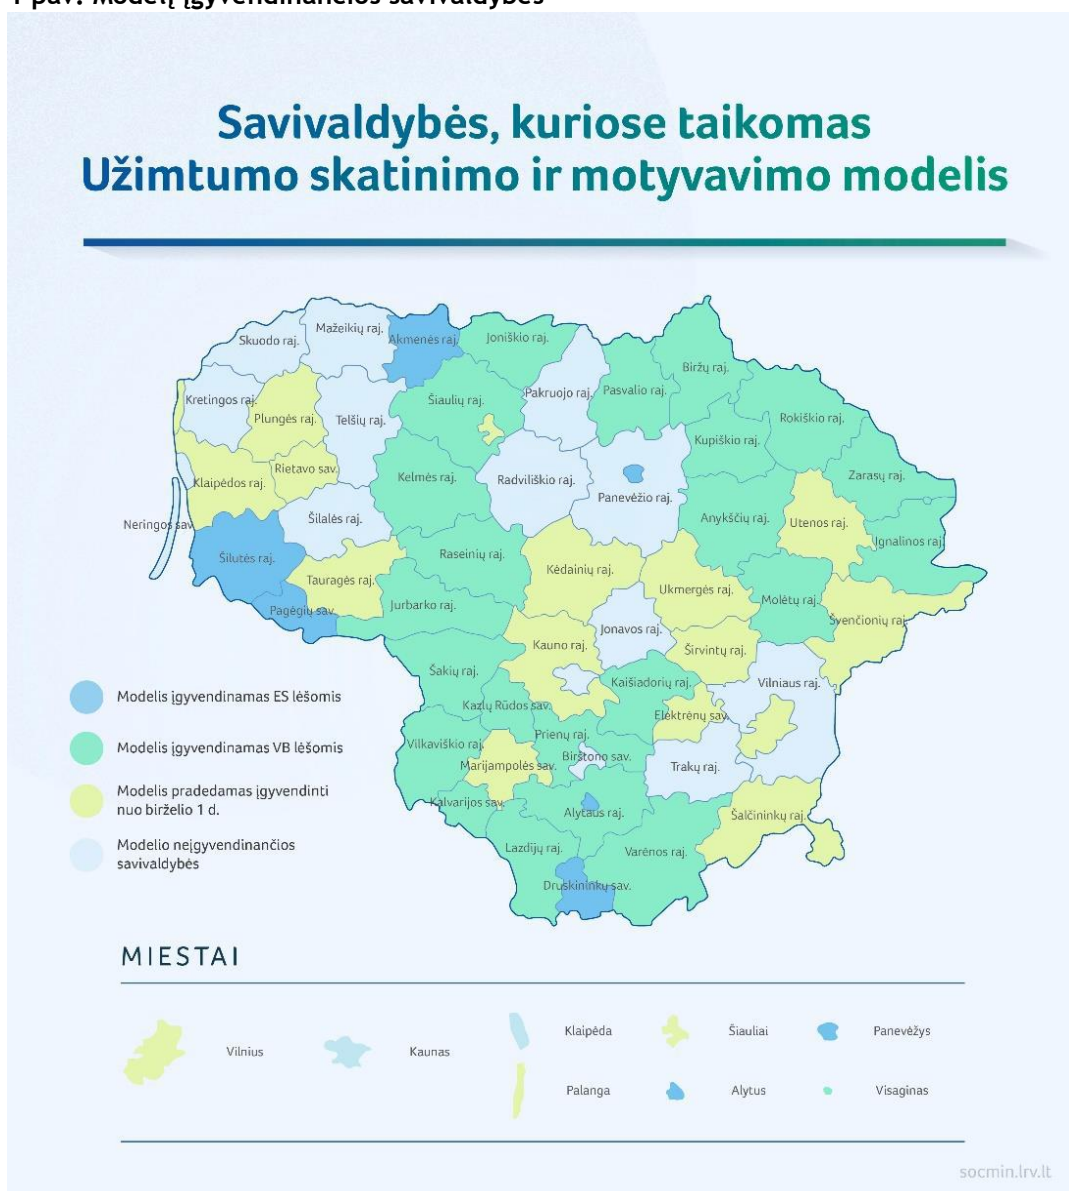 1 pav. Modelį įgyvendinančios savivaldybės
Savivaldybės, kuriose taikomas
Užimtumo skatinimo ir motyvavimo modelis
Skuodo raj.
Mažeikių raj.
Akmenės raj.
Joniškio raj.
Kretingos raj.
Plungės raj.
Telšių raj.
Šiaulių raj.
Pakruojo raj.
Pasvalio raj.
Biržų raj.
Rokiškio raj.
Kupiškio raj.
Klaipėdos raj.
Rietavo sav.
Kelmės raj.
Radviliškio raj.
Panevėžio raj.
Zarasų raj.
Neringos sav.
Šilalės raj.
Anykščių raj.
Utenos raj.
Ignalinos raj.
Šilutės raj.
Tauragės raj.
Raseinių raj.
Kėdainių raj.
Ukmergės raj.
Molėtų raj.
Pagėgių sav.
Jurbarko raj.
Švenčionių raj.
Jonavos raj.
Kauno raj.
Širvintų raj.
Šakių raj.
Kaišiadorių raj.
Vilniaus raj.
Kazlų Rūdos sav.
Elektrėnų sav.
Prienų raj.
Vilkaviškio raj.
Birštono sav.
Marijampolės sav.
Trakų raj.
Kalvarijos sav.
Alytaus raj.
Šalčininkų raj.
Lazdijų raj.
Varėnos raj.
Druskininkų sav.
Modelis įgyvendinamas ES lėšomis
Modelis įgyvendinamas VB lėšomis
Modelis pradedamas įgyvendinti
nuo birželio 1 d.
Modelio neįgyvendinančios
savivaldybės
MIESTAI
Vilnius
Kaunas
Klaipėda
Šiauliai
Panevėžys
Palanga
Alytus
Visaginas
socmin.lrv.lt